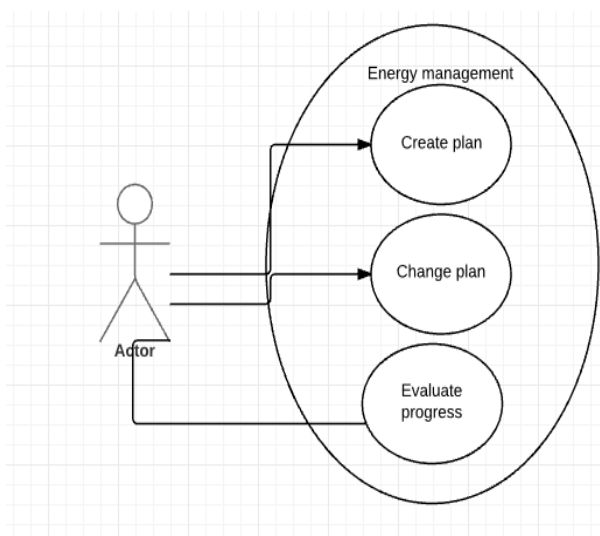 Energy management
Create plan
Change plan
Actor
Evaluate
progress